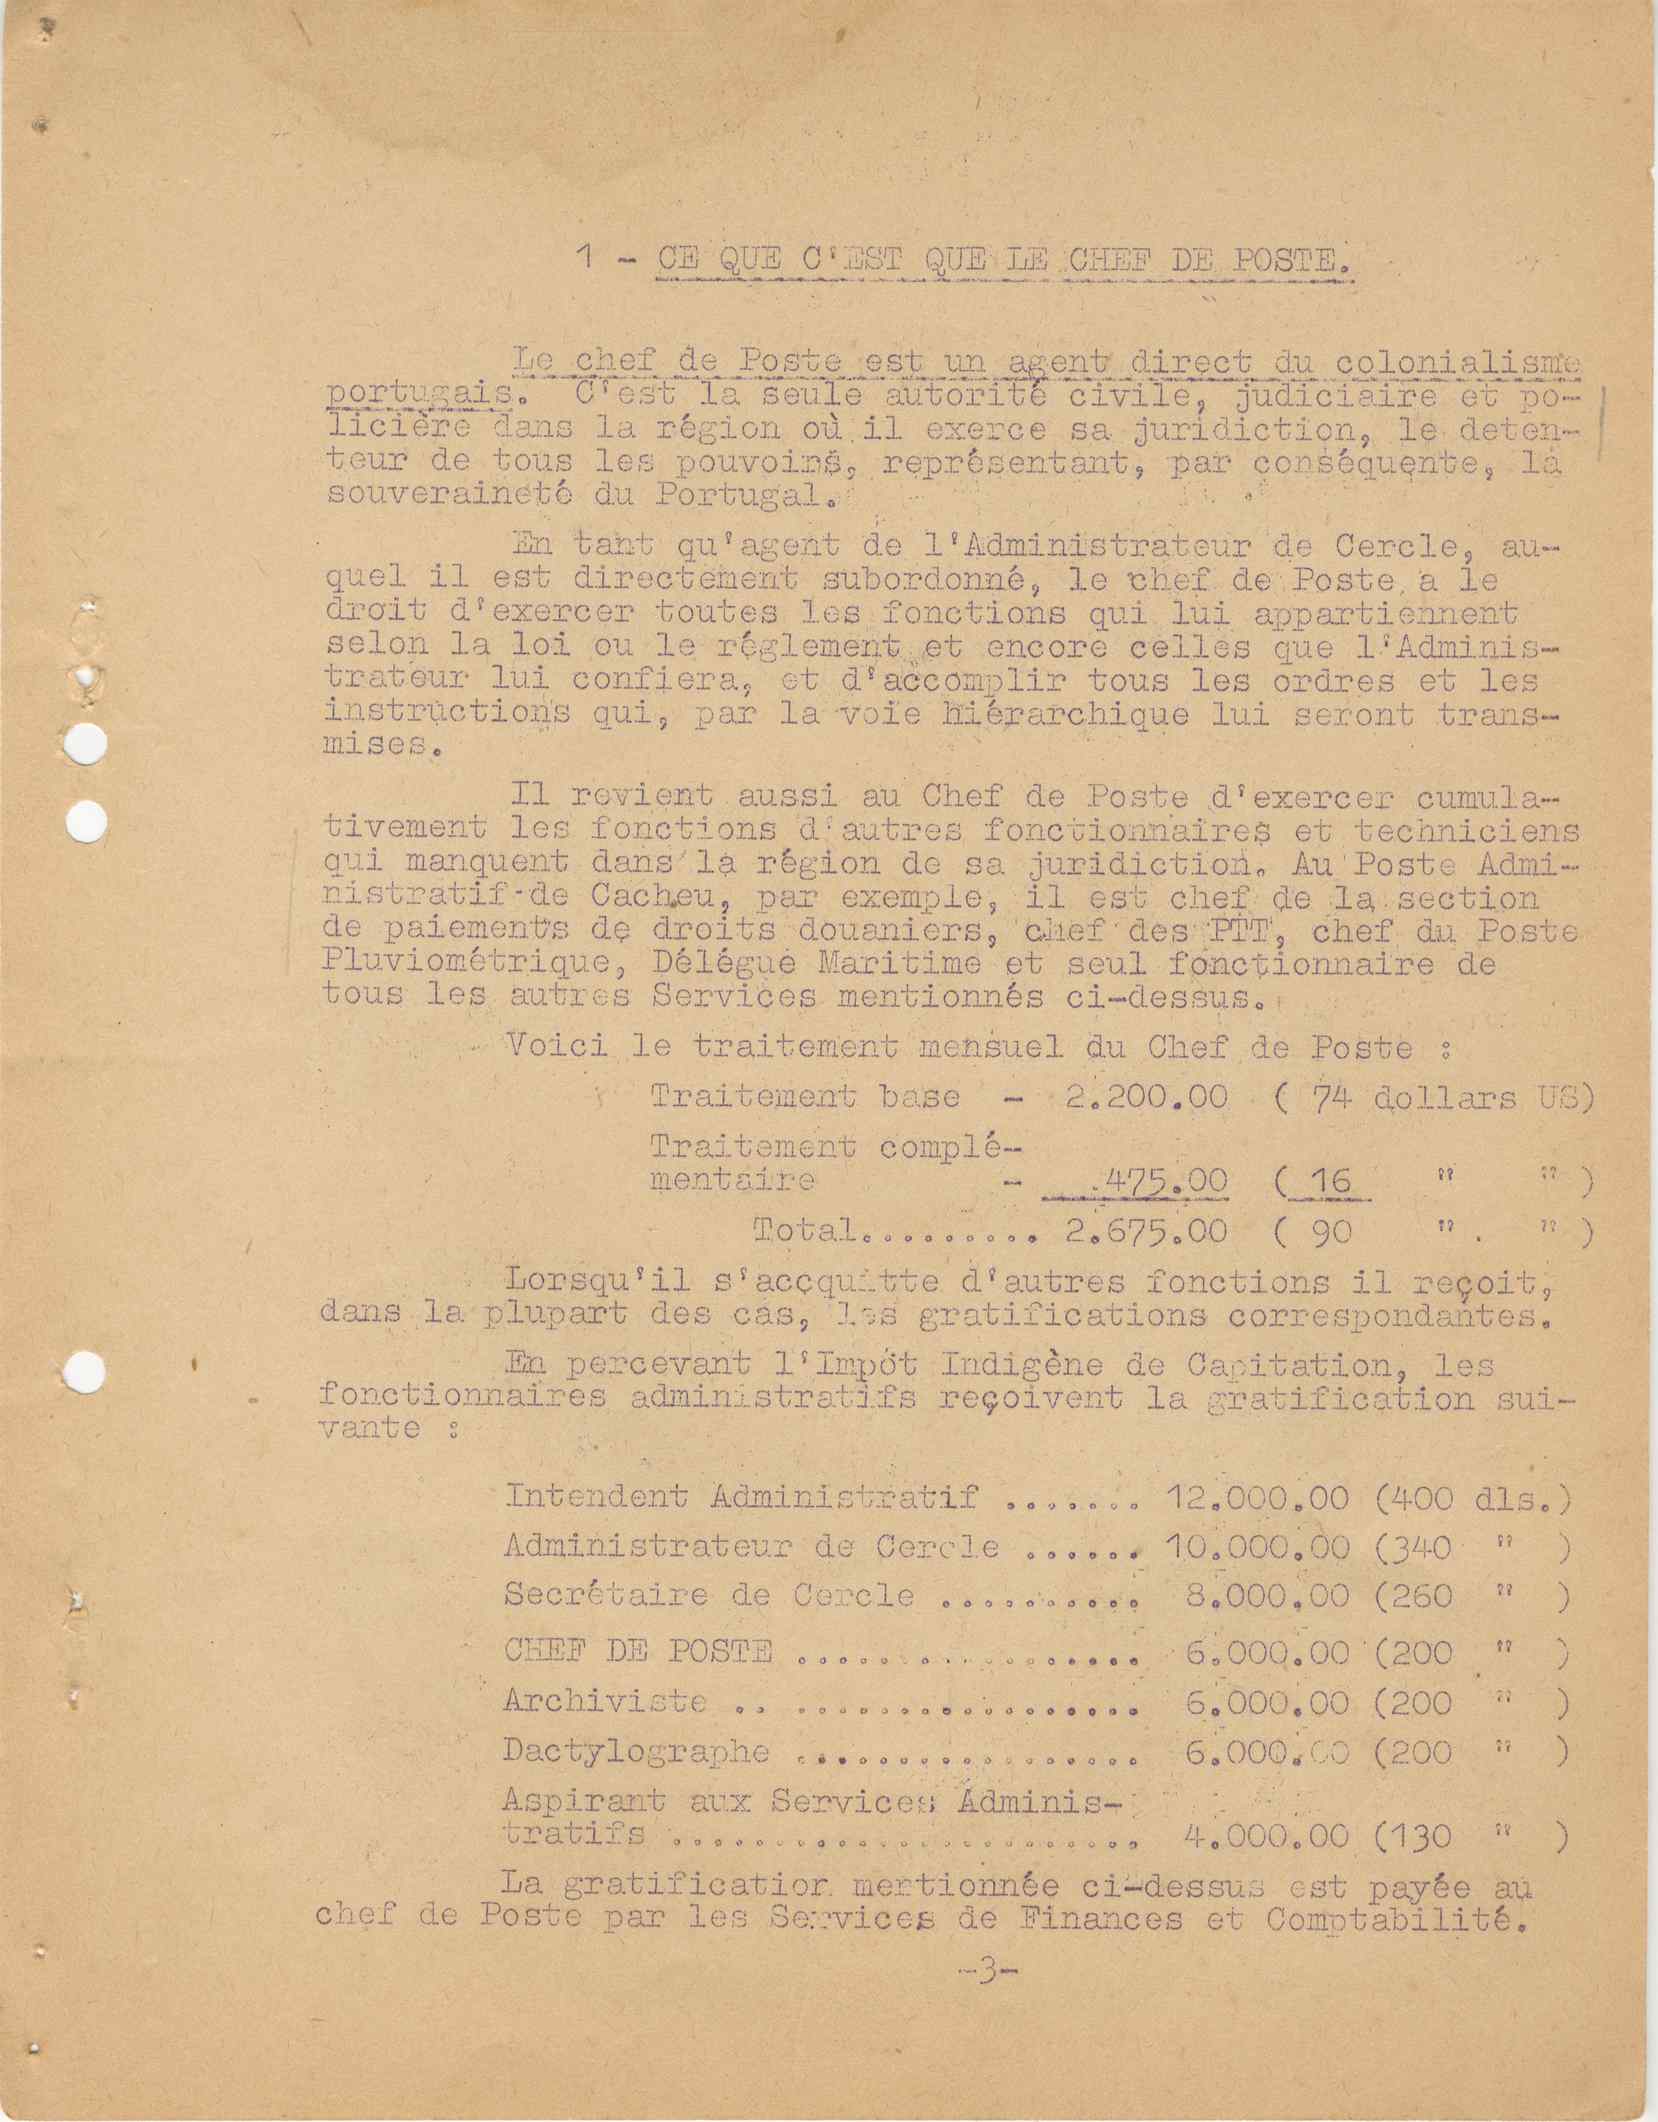 1 - CE QUE C'EST QUE LE CHEF DE POSTE.
Le chef de Poste est un agent direct du colonialisme
portugais. C'est la seule autorité civile, judiciaire et po-
licière dans la région où il exerce sa juridiction, le deten-
teur de tous les pouvoirs, représentant, par conséquente, la
souveraineté du Portugal.
En tant qu'agent de l'Administrateur de Cercle, au-
quel il est directement subordonné, le chef de Poste a le
droit d'exercer toutes les fonctions qui lui appartiennent
selon la loi ou le réglement et encore celles que l'Adminis-
trateur lui confiera, et d'accomplir tous les ordres et les
instructions qui, par la voie hiérarchique lui seront trans-
mises.
Il revient aussi au Chef de Poste d'exercer cumula-
tivement les fonctions d'autres fonctionnaires et techniciens
qui manquent dans la région de sa juridiction. Au Poste Admi-
nistratif de Cacheu, par exemple, il est chef de la section
de paiements de droits douaniers, chef des PTT, chef du Poste
Pluviométrique, Délégué Maritime et seul fonctionnaire de
tous les autres Services mentionnés ci-dessus.
Voici le traitement mensuel du Chef de Poste :
Traitement base - 2.200.00 ( 74 dollars US)
Traitement complé-
mentaire - .475.00 ( 16 " " )
Total......... 2.675.00 ( 90 " . " )
Lorsqu'il s'accquitte d'autres fonctions il reçoit,
dans la plupart des cas, les gratifications correspondantes.
En percevant l'Impôt Indigène de Capitation, les
fonctionnaires administratifs reçoivent la gratification sui-
vante :
Intendent Administratif ....... 12.000.00 (400 dls.)
Administrateur de Cercle ...... 10.000.00 (340 " )
Secrétaire de Cercle .......... 8.000.00 (260 " )
CHEF DE POSTE ................. 6.000.00 (200 " )
Archiviste .. ................. 6.000.00 (200 " )
Dactylographe ................. 6.000.00 (200 " )
Aspirant aux Services Adminis-
tratifs ....................... 4.000.00 (130 " )
La gratification mentionnée ci-dessus est payée au
chef de Poste par les Services de Finances et Comptabilité.
-3-